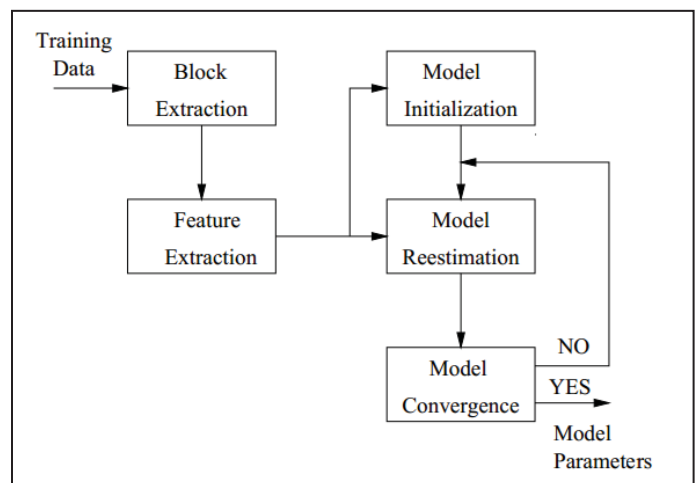 Training
Data
Block
Extraction
Feature
Extraction
Model
Initialization
Model
Reestimation
Model
Convergence
NO
YES
Model
Parameters